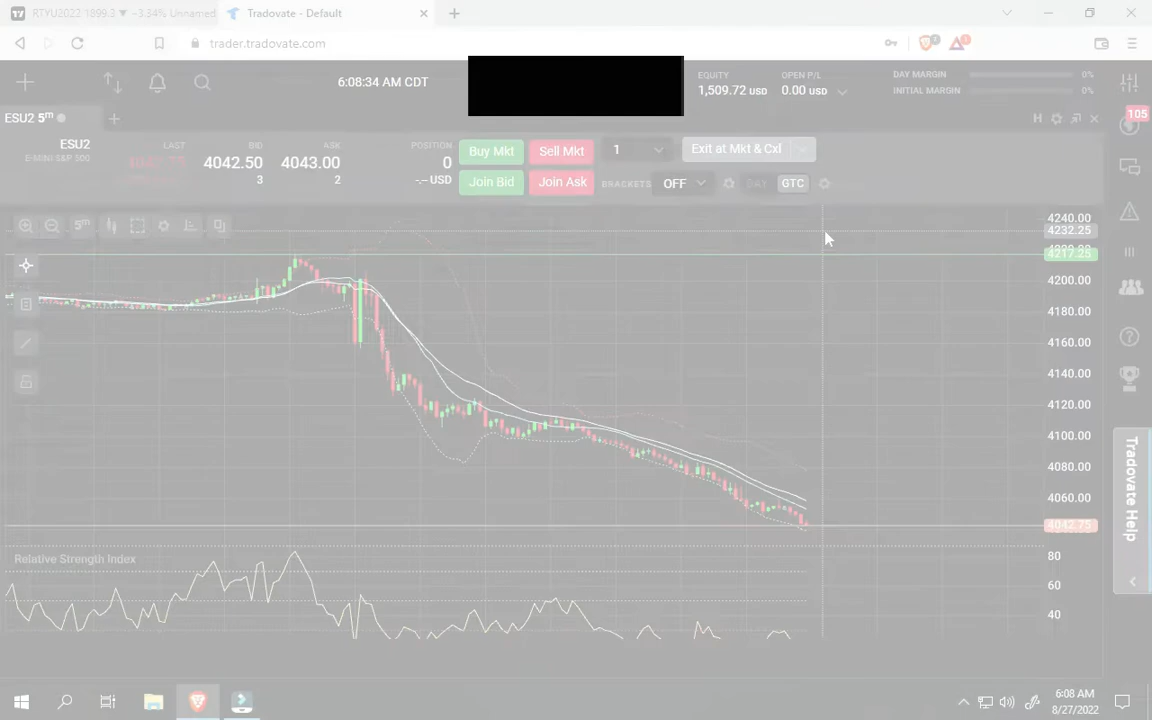 RTYU2022 1899.3 ▼ −3.34% Unnamed
Tradovate - Default
trader.tradovate.com
6:08:34 AM CDT
EQUITY
1,509.72 USD
OPEN P/L
0.00 USD
DAY MARGIN 0%
INITIAL MARGIN 0%
ESU2 5m
H
105
ESU2
E-MINI S&P 500
LAST
4042.75
BID
4042.50
3
ASK
4043.00
2
POSITION
0
-.-- USD
Buy Mkt
Sell Mkt
1
Exit at Mkt & Cxl
Join Bid
Join Ask
BRACKETS OFF
DAY
GTC
5m
4240.00
4232.25
4217.25
4200.00
4180.00
4160.00
4140.00
4120.00
4100.00
4080.00
4060.00
4042.75
Tradovate Help
Relative Strength Index
80
60
40
6:08 AM
8/27/2022